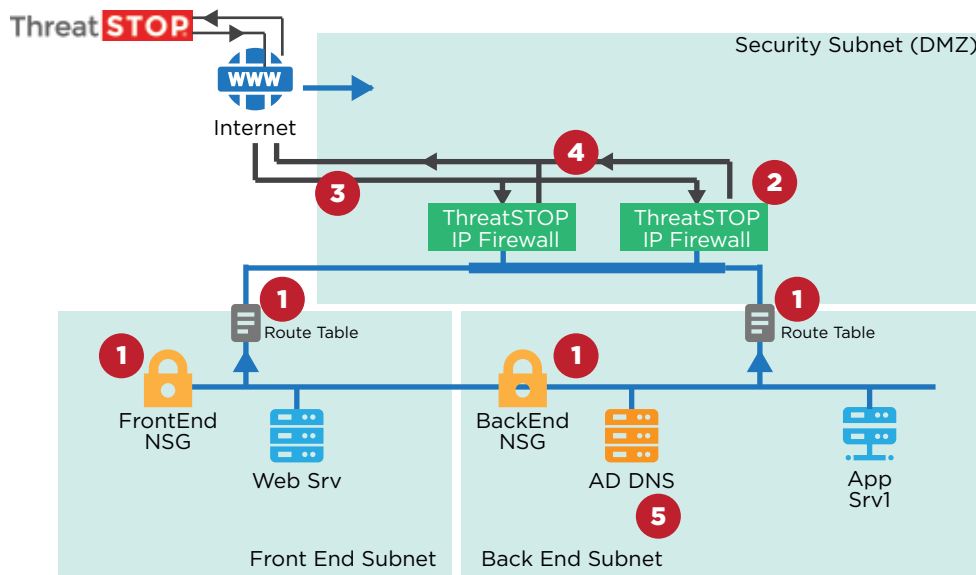 ThreatSTOP
Security Subnet (DMZ)
WWW
Internet
4
3
2
ThreatSTOP
IP Firewall
ThreatSTOP
IP Firewall
1
Route Table
1
Route Table
1
FrontEnd
NSG
Web Srv
1
BackEnd
NSG
AD DNS
5
App
Srv1
Front End Subnet
Back End Subnet